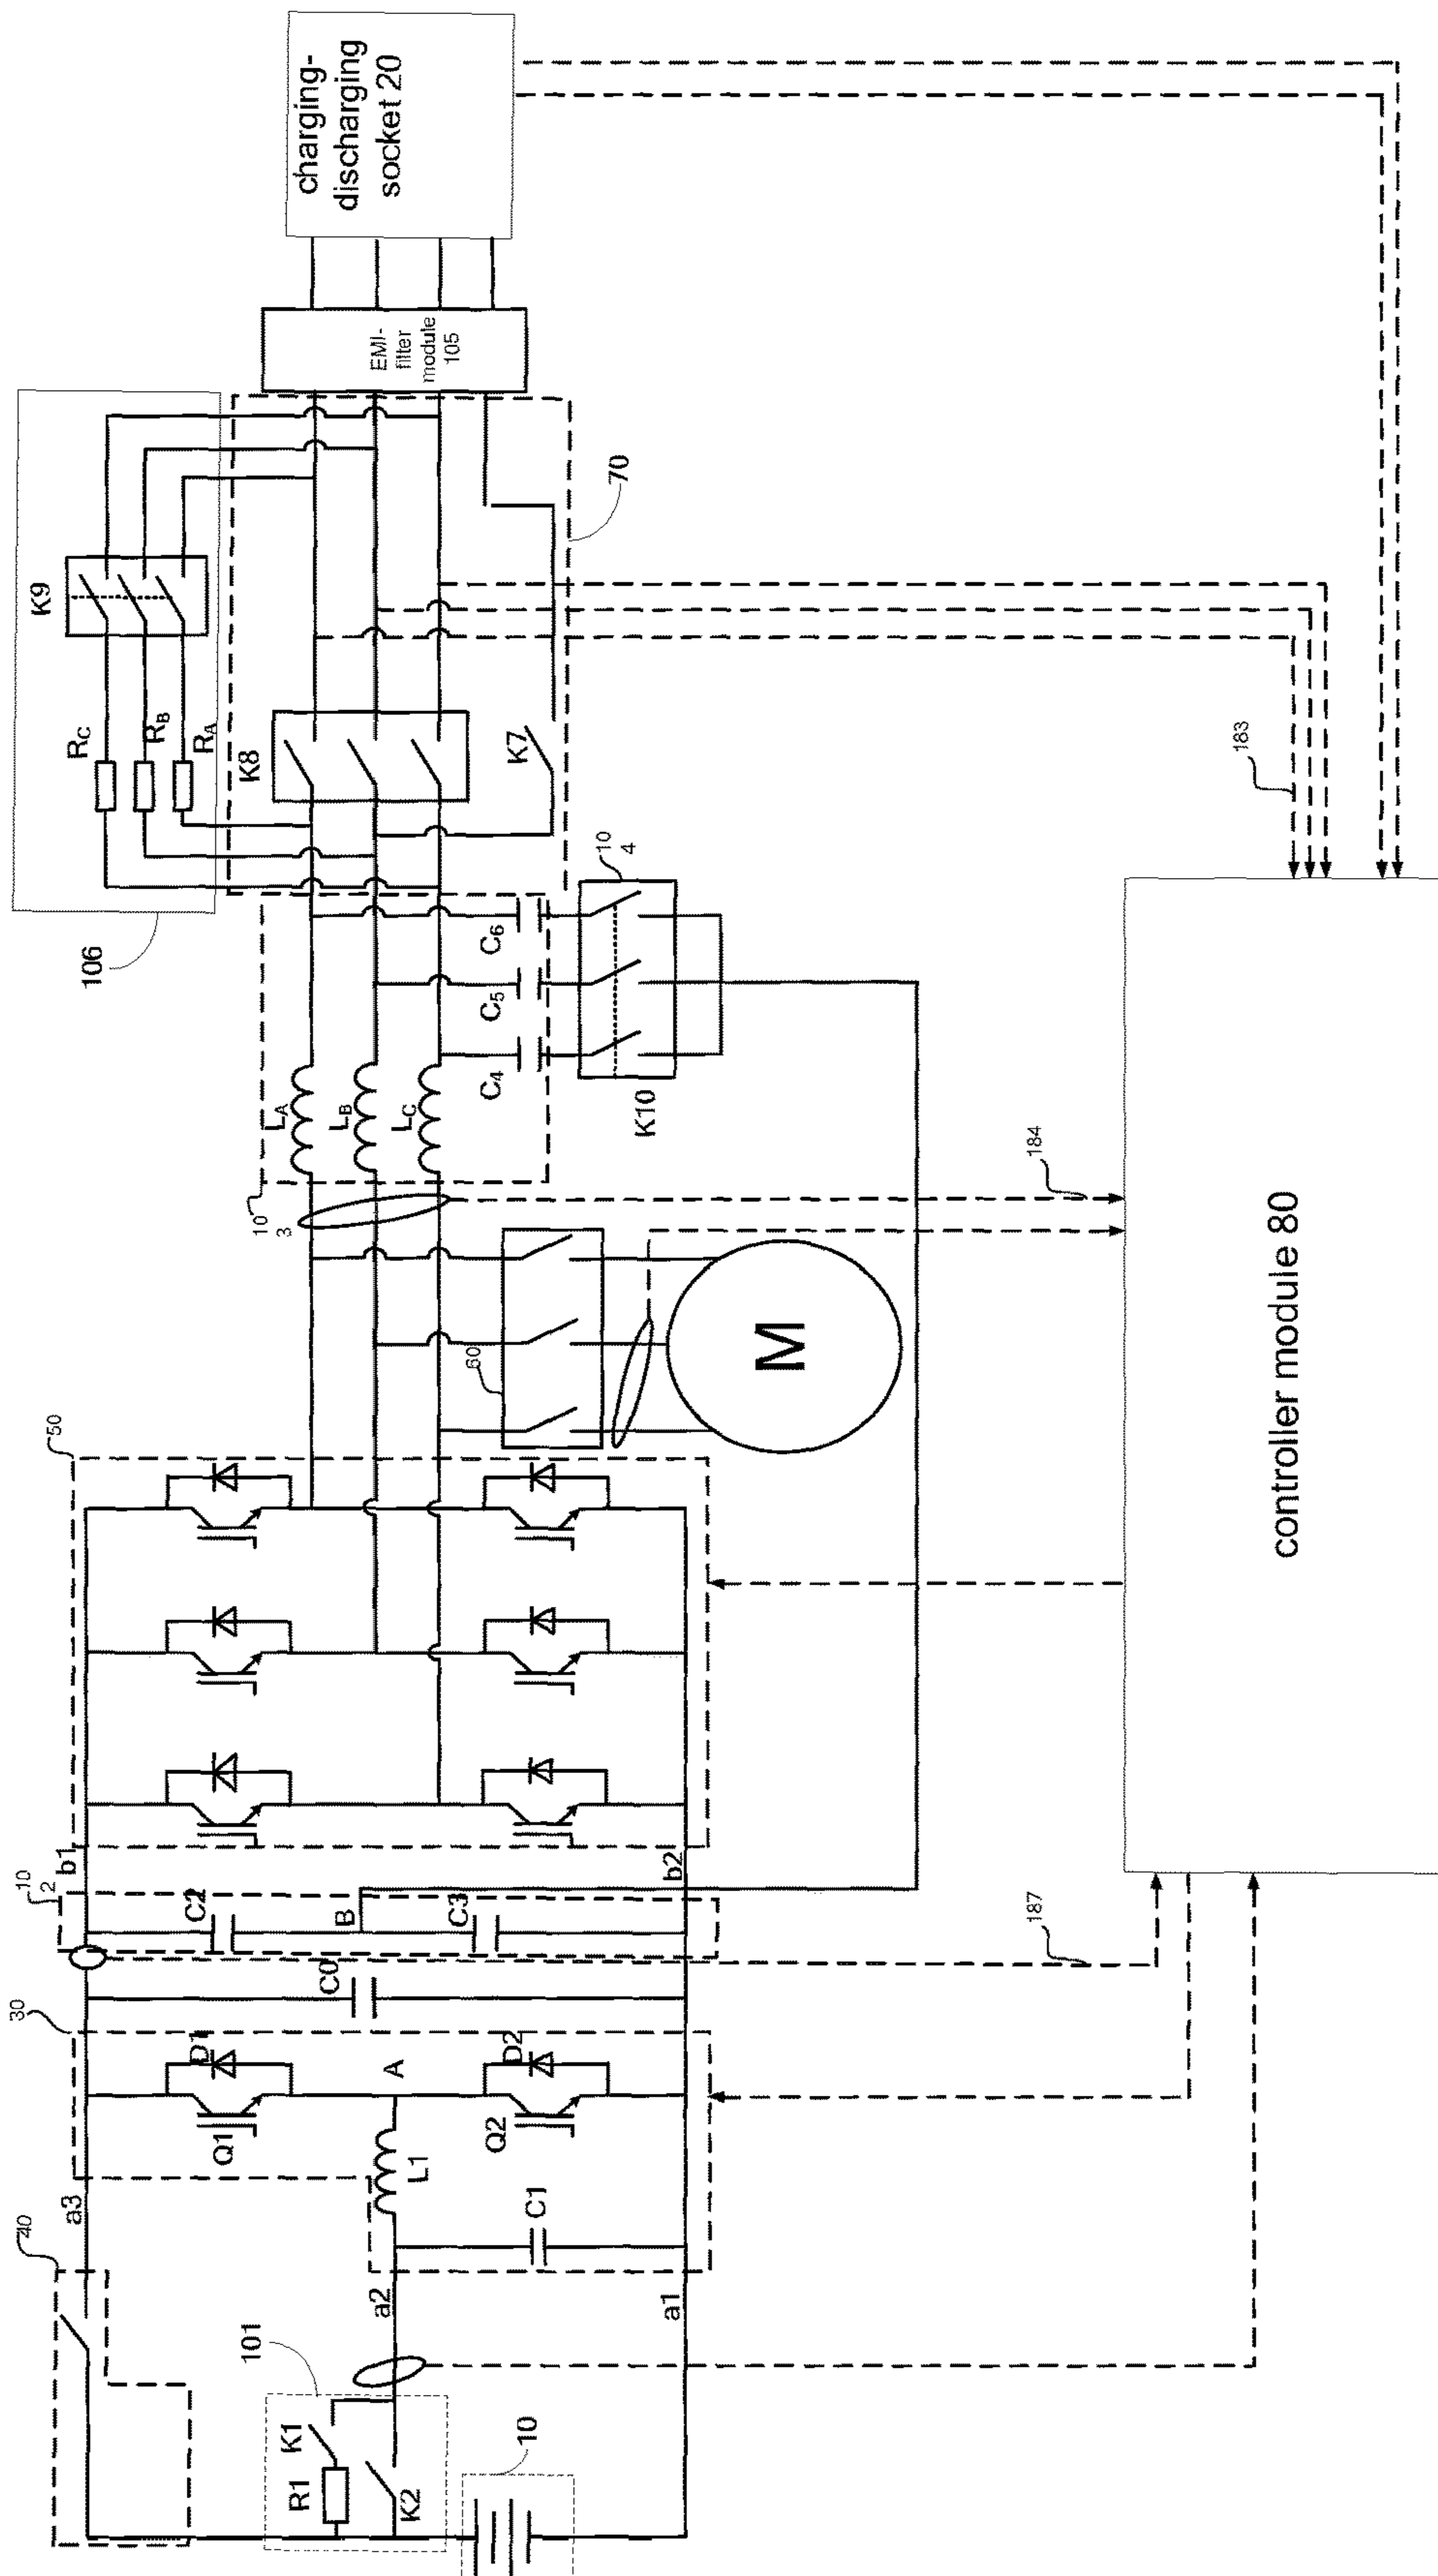 charging-
discharging
socket 20
EMI-
filter
module
105
K9
RC
RB
RA
106
70
K8
K7
183
10
4
C6
C5
C4
K10
LA
LB
LC
10
3
184
60
M
50
controller module 80
b1
b2
10
2
C2
B
C3
187
C0
30
D1
A
D2
Q1
Q2
L1
C1
a3
40
a2
a1
101
K1
R1
K2
10